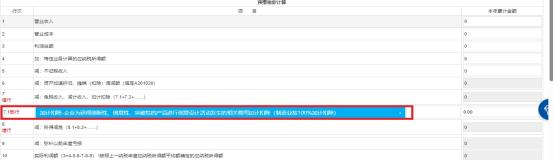 预缴税款计算
行次 项 目 本年累计金额
1 营业收入 0
2 营业成本 0
3 利润总额 0
4 加：特定业务计算的应纳税所得额 0
5 减：不征税收入 0
6 减：资产加速折旧、摊销（扣除）调减额（填写A201020） 0
7 减：免税收入、减计收入、加计扣除（7.1+7.2+……） 0
增行
7.1 加计扣除-企业为获得创新性、创意性、突破性的产品进行创意设计活动发生的相关费用加计扣除（制造业按100%加计扣除） 0.00
8 减：所得减免（8.1+8.2+……） 0
增行
9 减：弥补以前年度亏损 0
10 实际利润额（3+4-5-6-7-8-9）\按照上一纳税年度应纳税所得额平均额确定的应纳税所得额 0